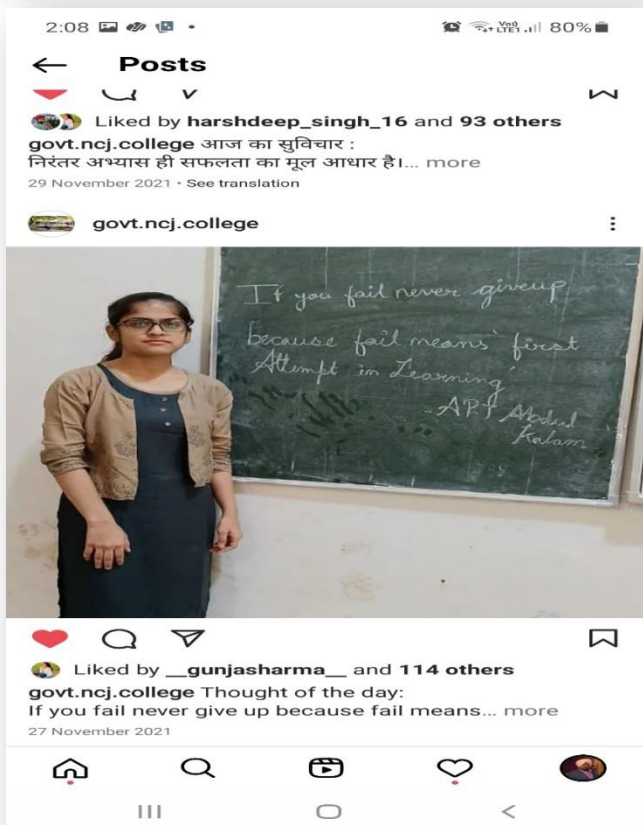 2:08
Vo)) LTE1 80%
Posts
Liked by harshdeep_singh_16 and 93 others
govt.ncj.college आज का सुविचार :
निरंतर अभ्यास ही सफलता का मूल आधार है।... more
29 November 2021 • See translation
govt.ncj.college
If you fail never giveup
because fail means 'first
Attempt in Learning'
- APJ Abdul
Kalam
Liked by __gunjasharma__ and 114 others
govt.ncj.college Thought of the day:
If you fail never give up because fail means... more
27 November 2021